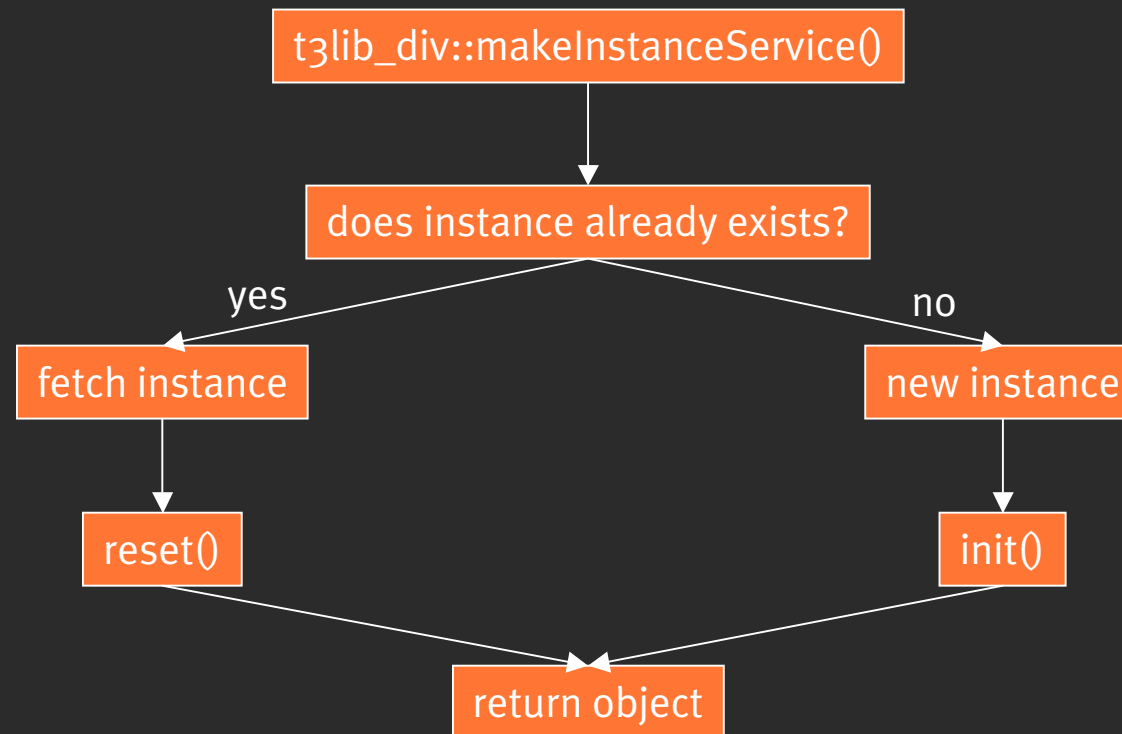 t3lib_div::makeInstanceService()
does instance already exists?
yes
no
fetch instance
new instance
reset()
init()
return object